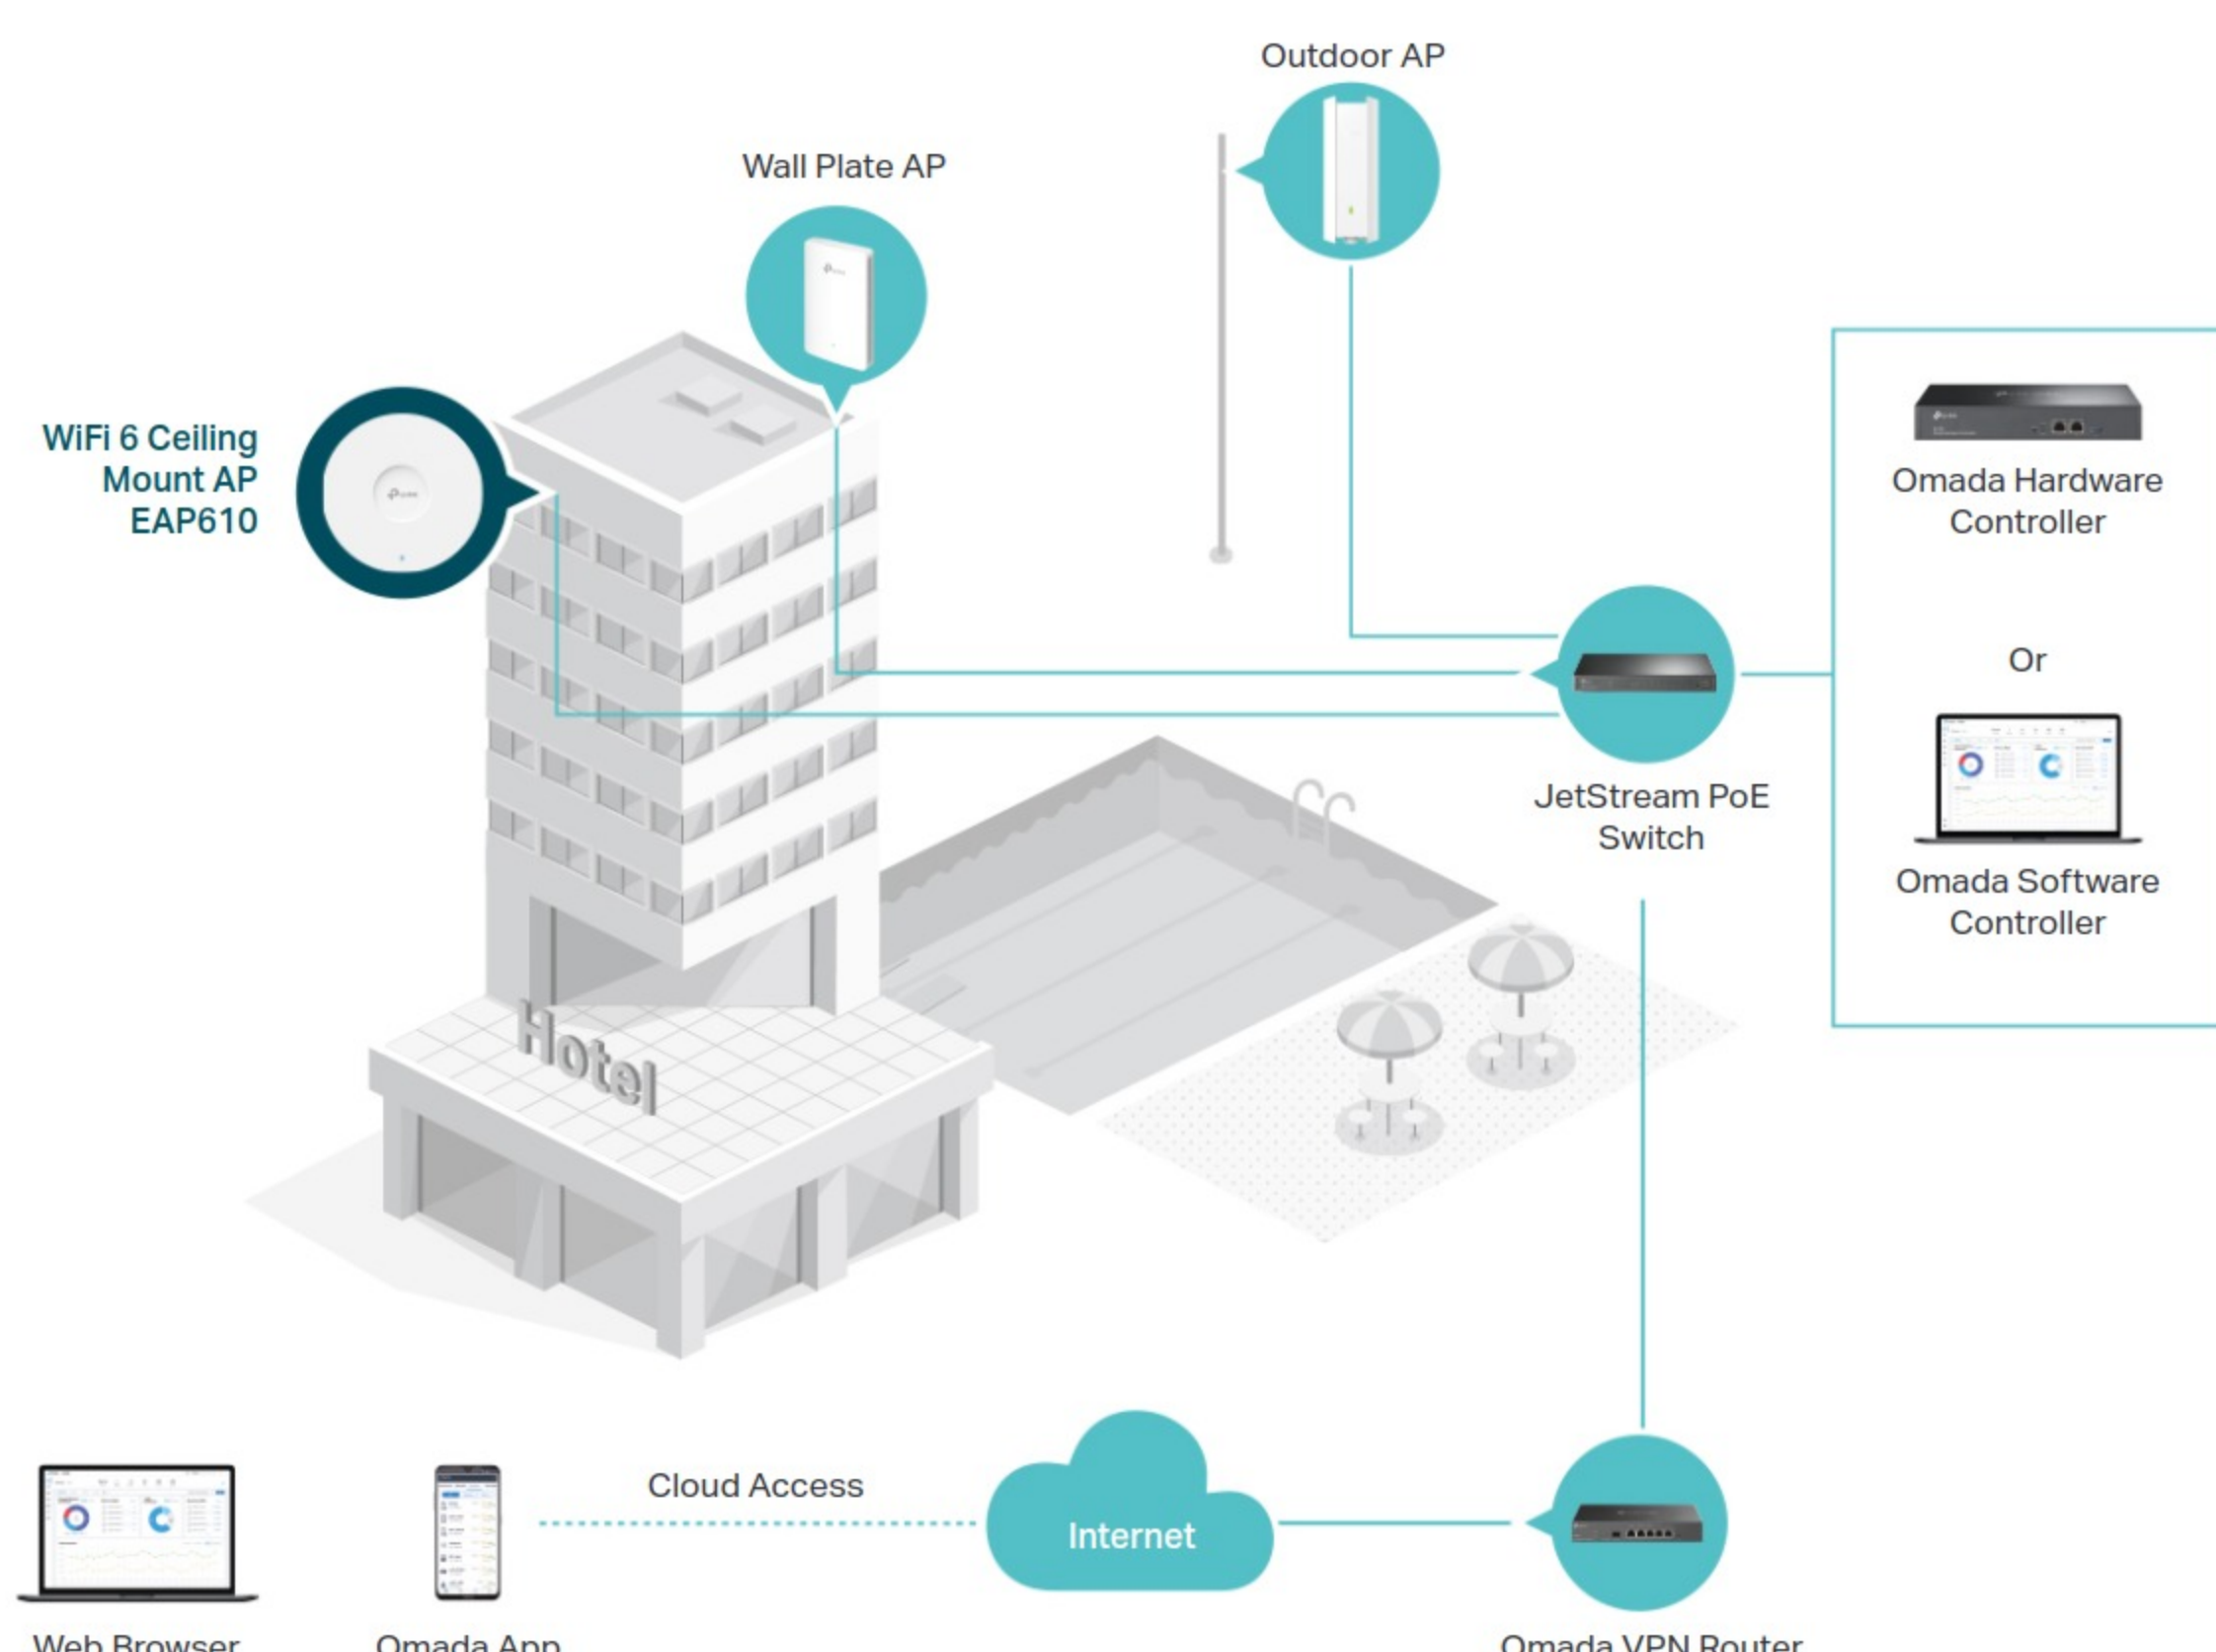 Outdoor AP
Wall Plate AP
WiFi 6 Ceiling
Mount AP
EAP610
Omada Hardware
Controller
Or
Omada Software
Controller
JetStream PoE
Switch
Hotel
Cloud Access
Internet
Web Browser
Omada App
Omada VPN Router